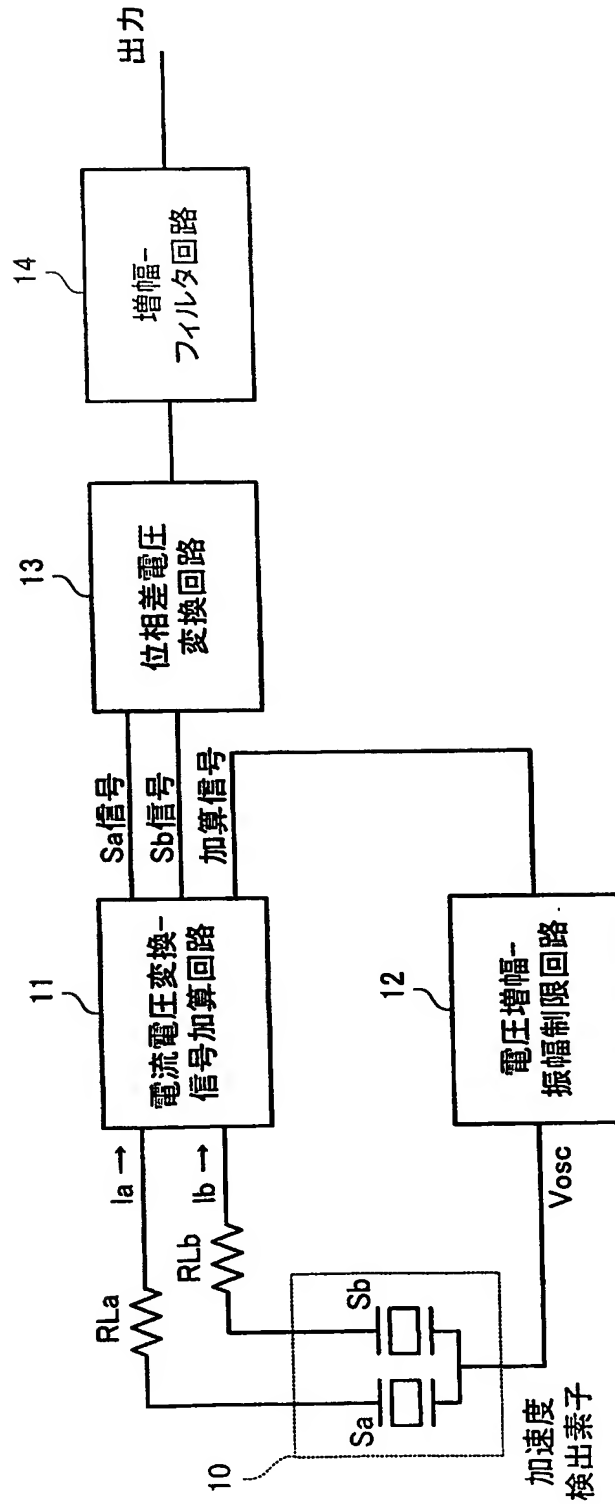 10
加速度
検出素子
Sa
Sb
RLa
RLb
Ia →
Ib →
11
電流電圧変換-
信号加算回路
Sa信号
Sb信号
加算信号
12
電圧増幅-
振幅制限回路
Vosc
13
位相差電圧
変換回路
14
増幅-
フィルタ回路
出力